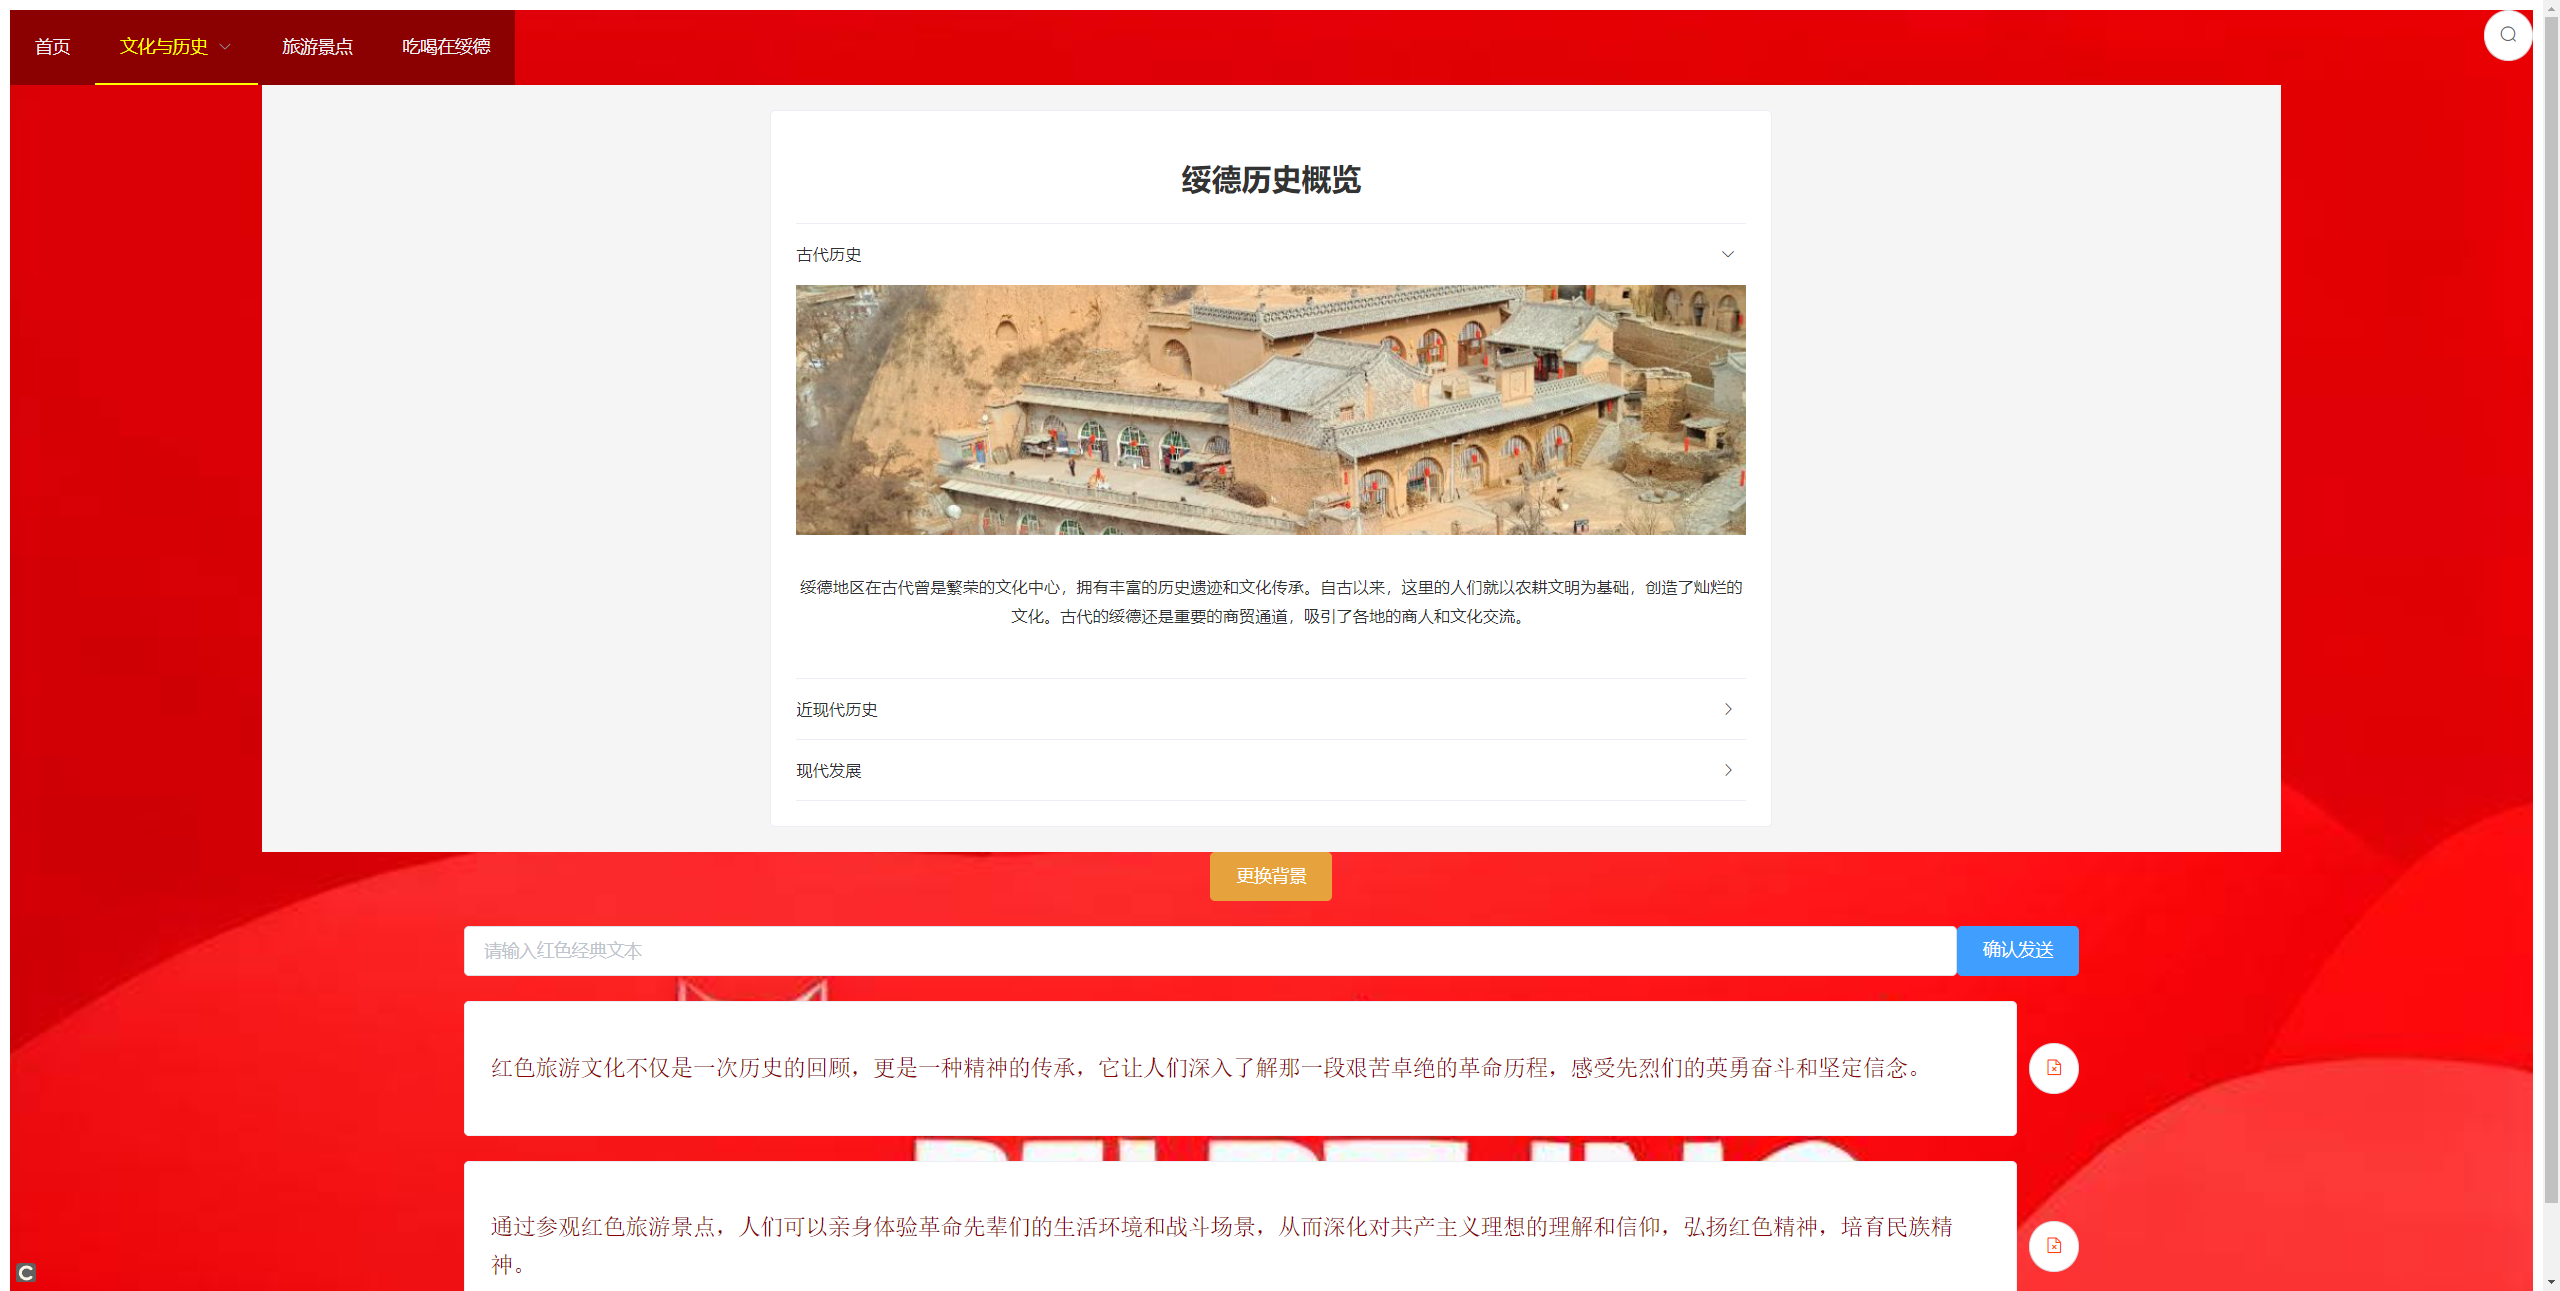 首页 文化与历史 旅游景点 吃喝在绥德
绥德历史概览
古代历史
绥德地区在古代曾是繁荣的文化中心，拥有丰富的历史遗迹和文化传承。自古以来，这里的人们就以农耕文明为基础，创造了灿烂的
文化。古代的绥德还是重要的商贸通道，吸引了各地的商人和文化交流。
近现代历史
现代发展
更换背景
请输入红色经典文本 确认发送
红色旅游文化不仅是一次历史的回顾，更是一种精神的传承，它让人们深入了解那一段艰苦卓绝的革命历程，感受先烈们的英勇奋斗和坚定信念。
通过参观红色旅游景点，人们可以亲身体验革命先辈们的生活环境和战斗场景，从而深化对共产主义理想的理解和信仰，弘扬红色精神，培育民族精
神。
C